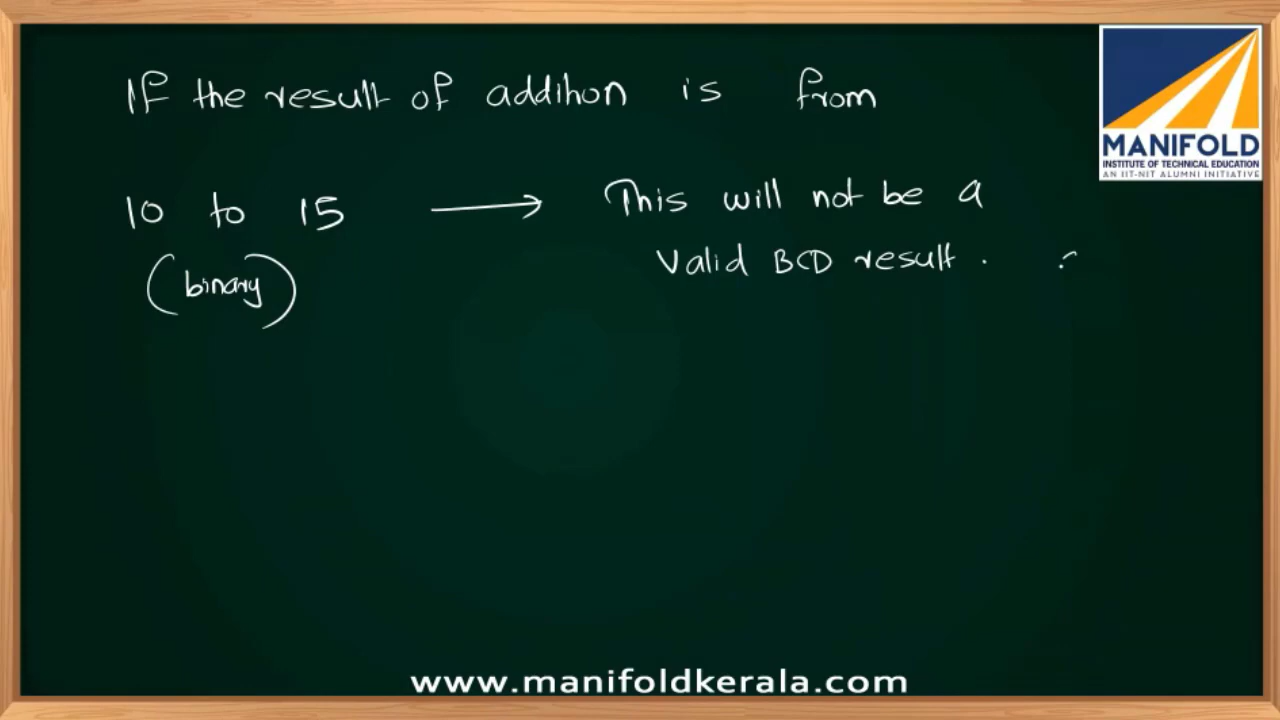 If the result of addition is from
10 to 15 → This will not be a
(binary) Valid BCD result .
MANIFOLD
INSTITUTE OF TECHNICAL EDUCATION
AN IIT-NIT ALUMNI INITIATIVE
www.manifoldkerala.com